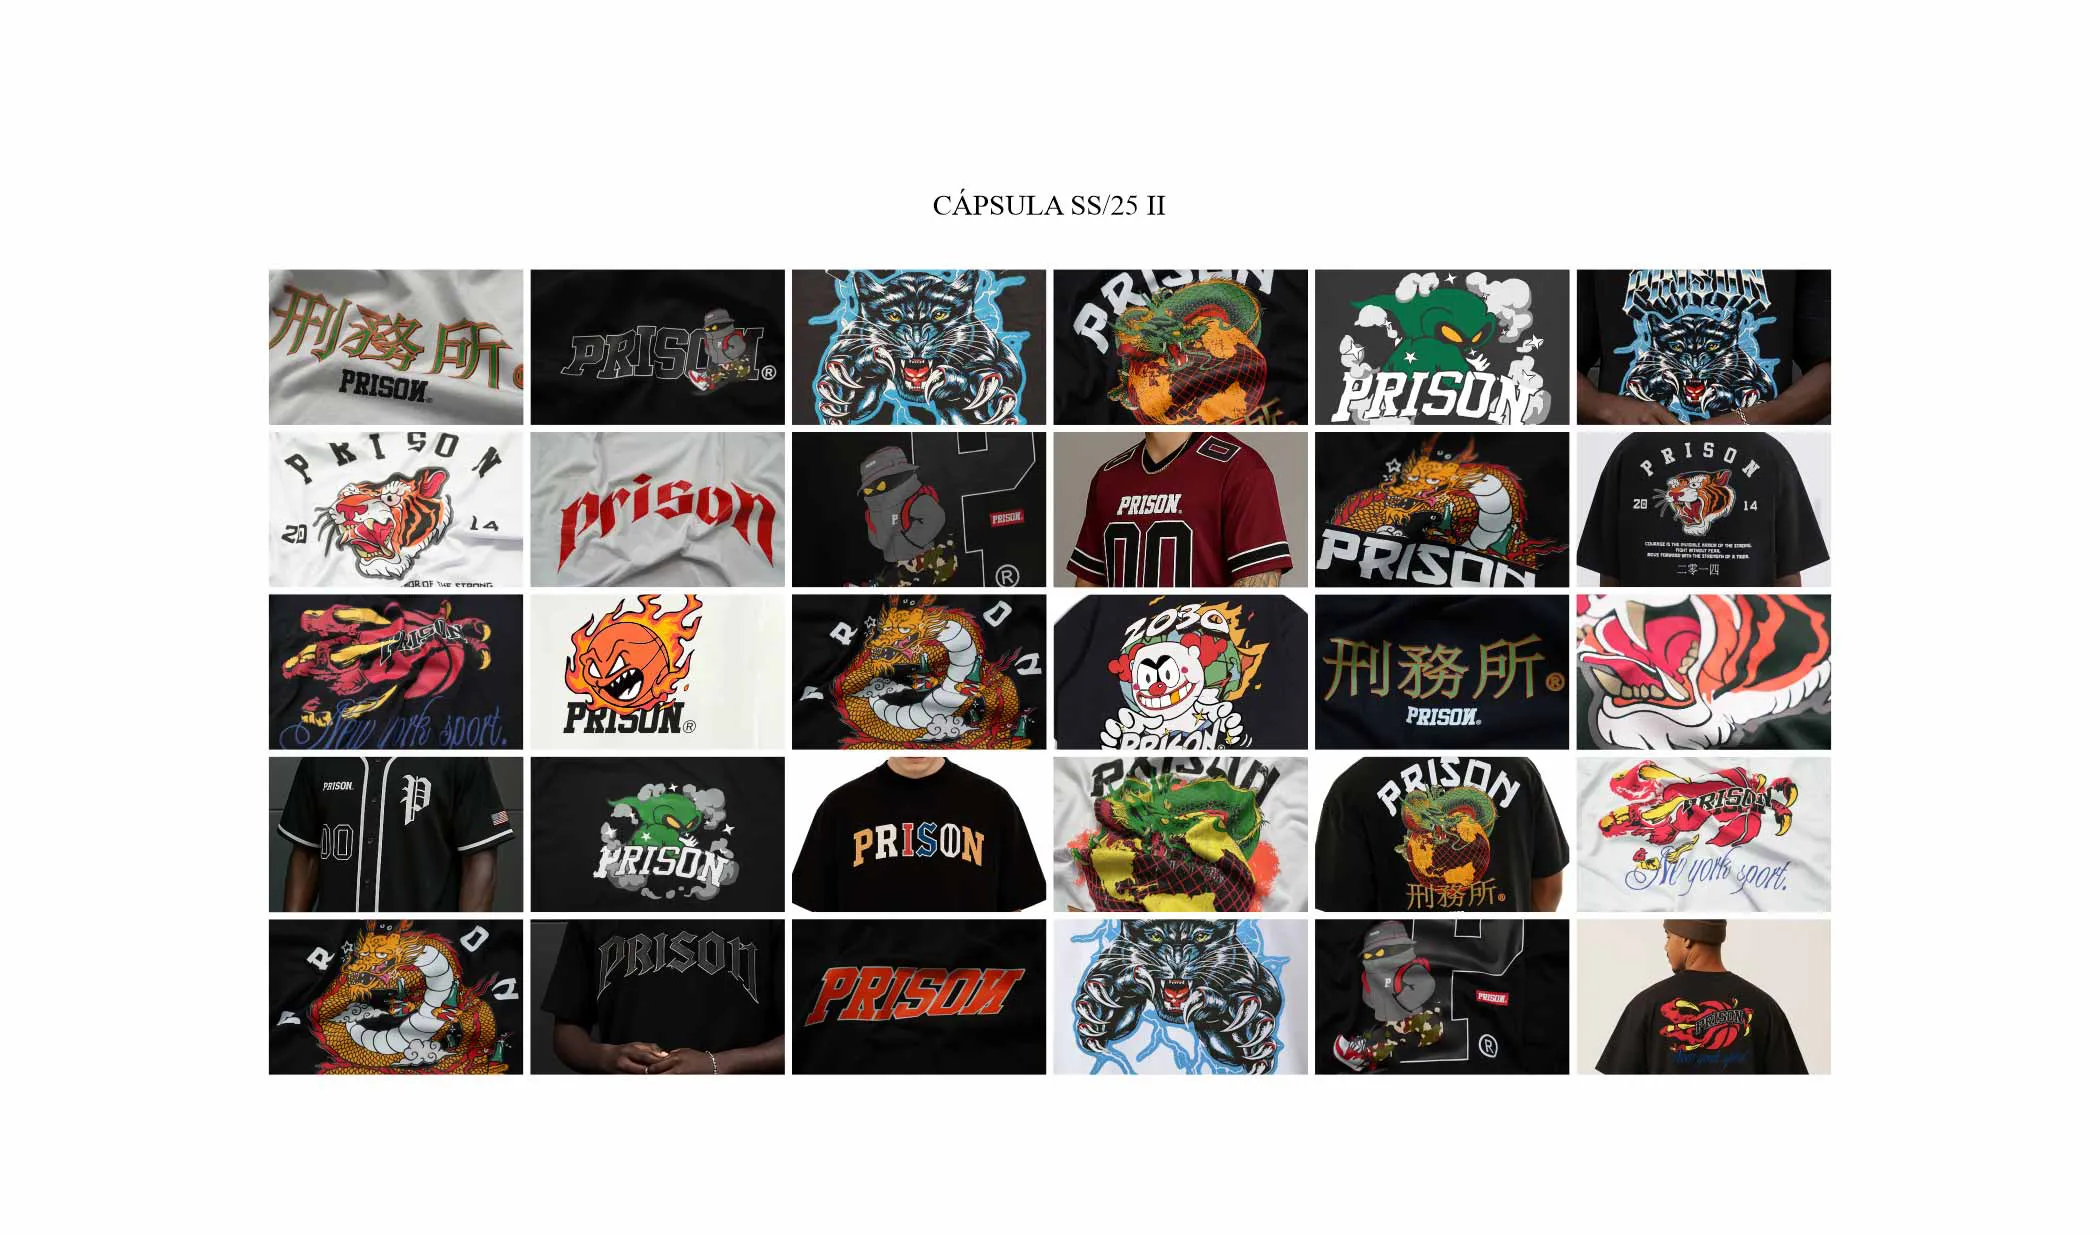 CÁPSULA SS/25 II
刑務所
PRISON
®
PRISON
®
PRISON
PRISON
PRISON
PRISON
20 14
OR OF THE STRONG
prison
P
PRISON.
®
PRISON.
00
PRISON
PRISON
20 14
COURAGE IS THE INVISIBLE ARMOR OF THE STRONG.
FIGHT WITHOUT FEAR.
MOVE FORWARD WITH THE STRENGTH OF A TIGER.
二零一四
PRISON
New york sport.
PRISON®
R O
2030
PRISON
刑務所®
PRISON.
PRISON.
P
00
PRISON
PRISON
PRISON
PRISON
刑務所®
PRISON
New york sport.
R O
PRISON
PRISON
P
PRISON.
®
PRISON
New york sport